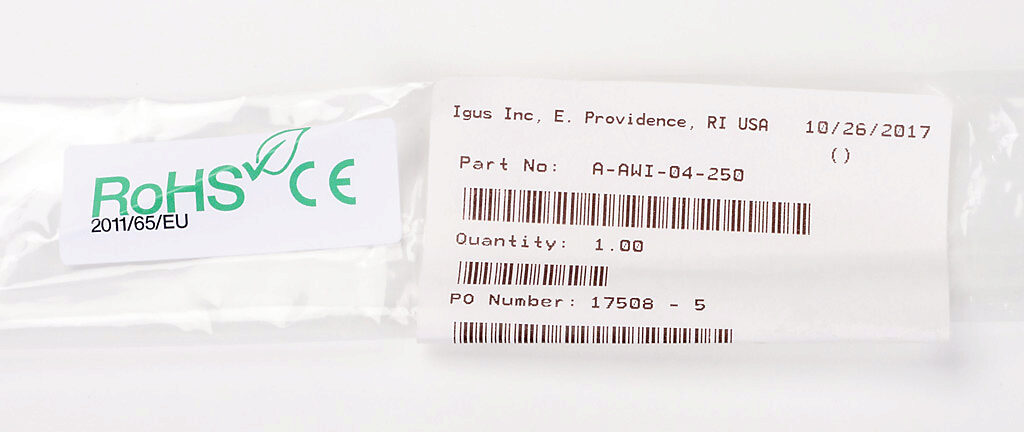 RoHS CE
2011/65/EU
Igus Inc, E. Providence, RI USA 10/26/2017
()
Part No: A-AWI-04-250
Quantity: 1.00
PO Number: 17508 - 5